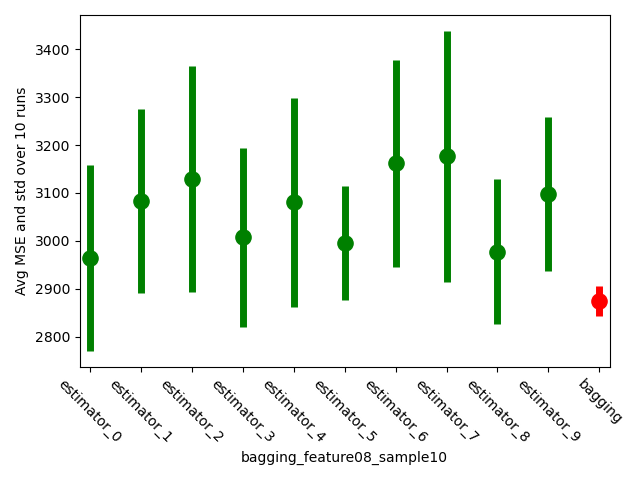 Avg MSE and std over 10 runs
3400
3300
3200
3100
3000
2900
2800
estimator_0
estimator_1
estimator_2
estimator_3
estimator_4
estimator_5
estimator_6
estimator_7
estimator_8
estimator_9
bagging
bagging_feature08_sample10